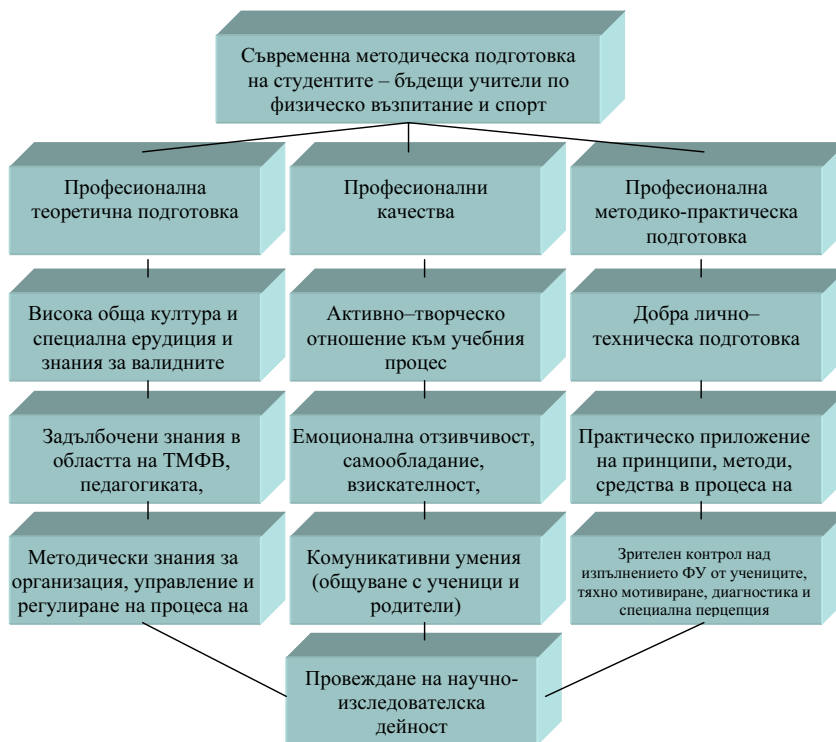 Съвременна методическа подготовка
на студентите – бъдещи учители по
физическо възпитание и спорт
Професионална
теоретична подготовка
Професионални
качества
Професионална
методико-практическа
подготовка
Висока обща култура и
специална ерудиция и
знания за валидните
Активно–творческо
отношение към учебния
процес
Добра лично–
техническа подготовка
Задълбочени знания в
областта на ТМФВ,
педагогиката,
Емоционална отзивчивост,
самообладание,
взискателност,
Практическо приложение
на принципи, методи,
средства в процеса на
Методически знания за
организация, управление и
регулиране на процеса на
Комуникативни умения
(общуване с ученици и
родители)
Зрителен контрол над
изпълнението ФУ от учениците,
тяхно мотивиране, диагностика и
специална перцепция
Провеждане на научно-
изследователска
дейност